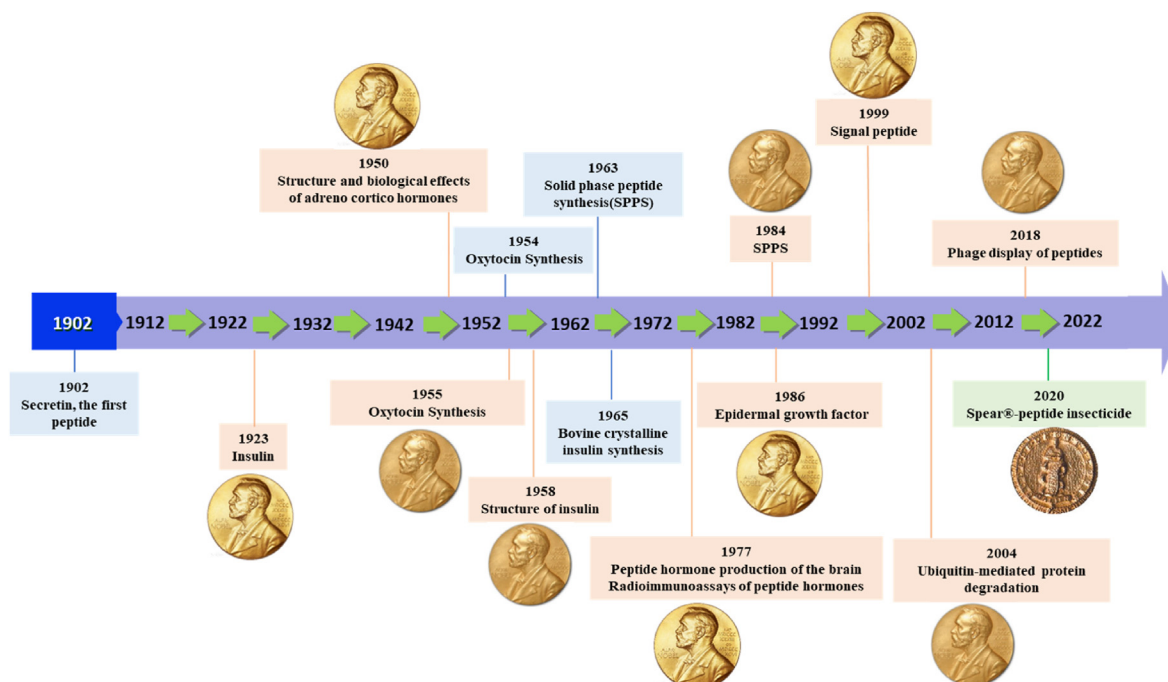 1999
Signal peptide
1950
Structure and biological effects
of adreno cortico hormones
1963
Solid phase peptide
synthesis(SPPS)
1984
SPPS
2018
Phage display of peptides
1954
Oxytocin Synthesis
1902
1912
1922
1932
1942
1952
1962
1972
1982
1992
2002
2012
2022
1902
Secretin, the first
peptide
1923
Insulin
1955
Oxytocin Synthesis
1958
Structure of insulin
1965
Bovine crystalline
insulin synthesis
1977
Peptide hormone production of the brain
Radioimmunoassays of peptide hormones
1986
Epidermal growth factor
2004
Ubiquitin-mediated protein
degradation
2020
Spear®-peptide insecticide